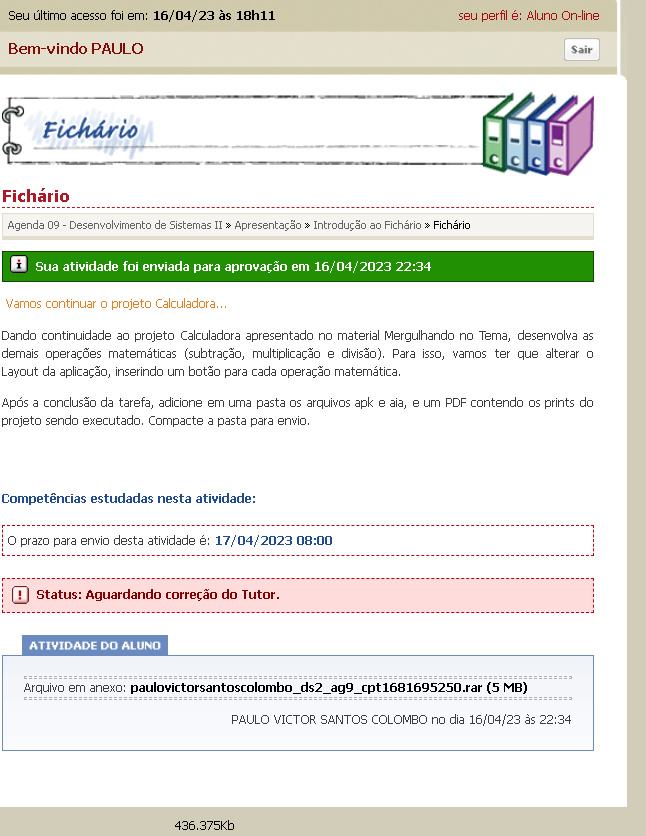 Seu último acesso foi em: 16/04/23 às 18h11
seu perfil é: Aluno On-line
Bem-vindo PAULO
Sair
Fichário
Fichário
Agenda 09 - Desenvolvimento de Sistemas II » Apresentação » Introdução ao Fichário » Fichário
Sua atividade foi enviada para aprovação em 16/04/2023 22:34
Vamos continuar o projeto Calculadora...
Dando continuidade ao projeto Calculadora apresentado no material Mergulhando no Tema, desenvolva as
demais operações matemáticas (subtração, multiplicação e divisão). Para isso, vamos ter que alterar o
Layout da aplicação, inserindo um botão para cada operação matemática.
Após a conclusão da tarefa, adicione em uma pasta os arquivos apk e aia, e um PDF contendo os prints do
projeto sendo executado. Compacte a pasta para envio.
Competências estudadas nesta atividade:
O prazo para envio desta atividade é: 17/04/2023 08:00
Status: Aguardando correção do Tutor.
ATIVIDADE DO ALUNO
Arquivo em anexo: paulovictorsantoscolombo_ds2_ag9_cpt1681695250.rar (5 MB)
PAULO VICTOR SANTOS COLOMBO no dia 16/04/23 às 22:34
436.375Kb